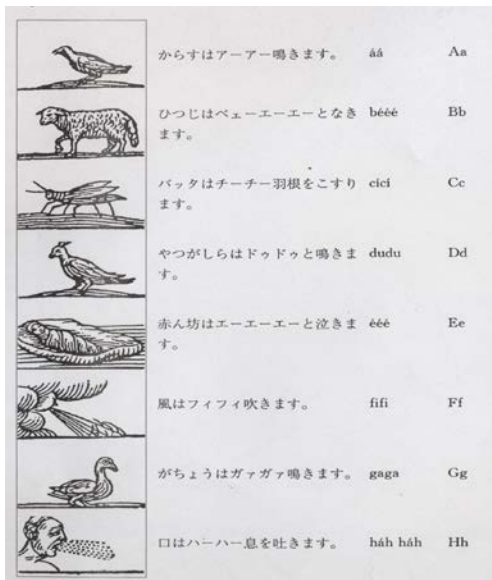 からすはアーアー鳴きます。 áá Aa
ひつじはベェーエーエーとなき bééé Bb
ます。
バッタはチーチー羽根をこすり cici Cc
ます。
やつがしらはドゥドゥと鳴きま dudu Dd
す。
赤ん坊はエーエーエーと泣きま ééé Ee
す。
風はフィフィ吹きます。 fifi Ff
がちょうはガァガァ鳴きます。 gaga Gg
口はハーハー息を吐きます。 háh háh Hh